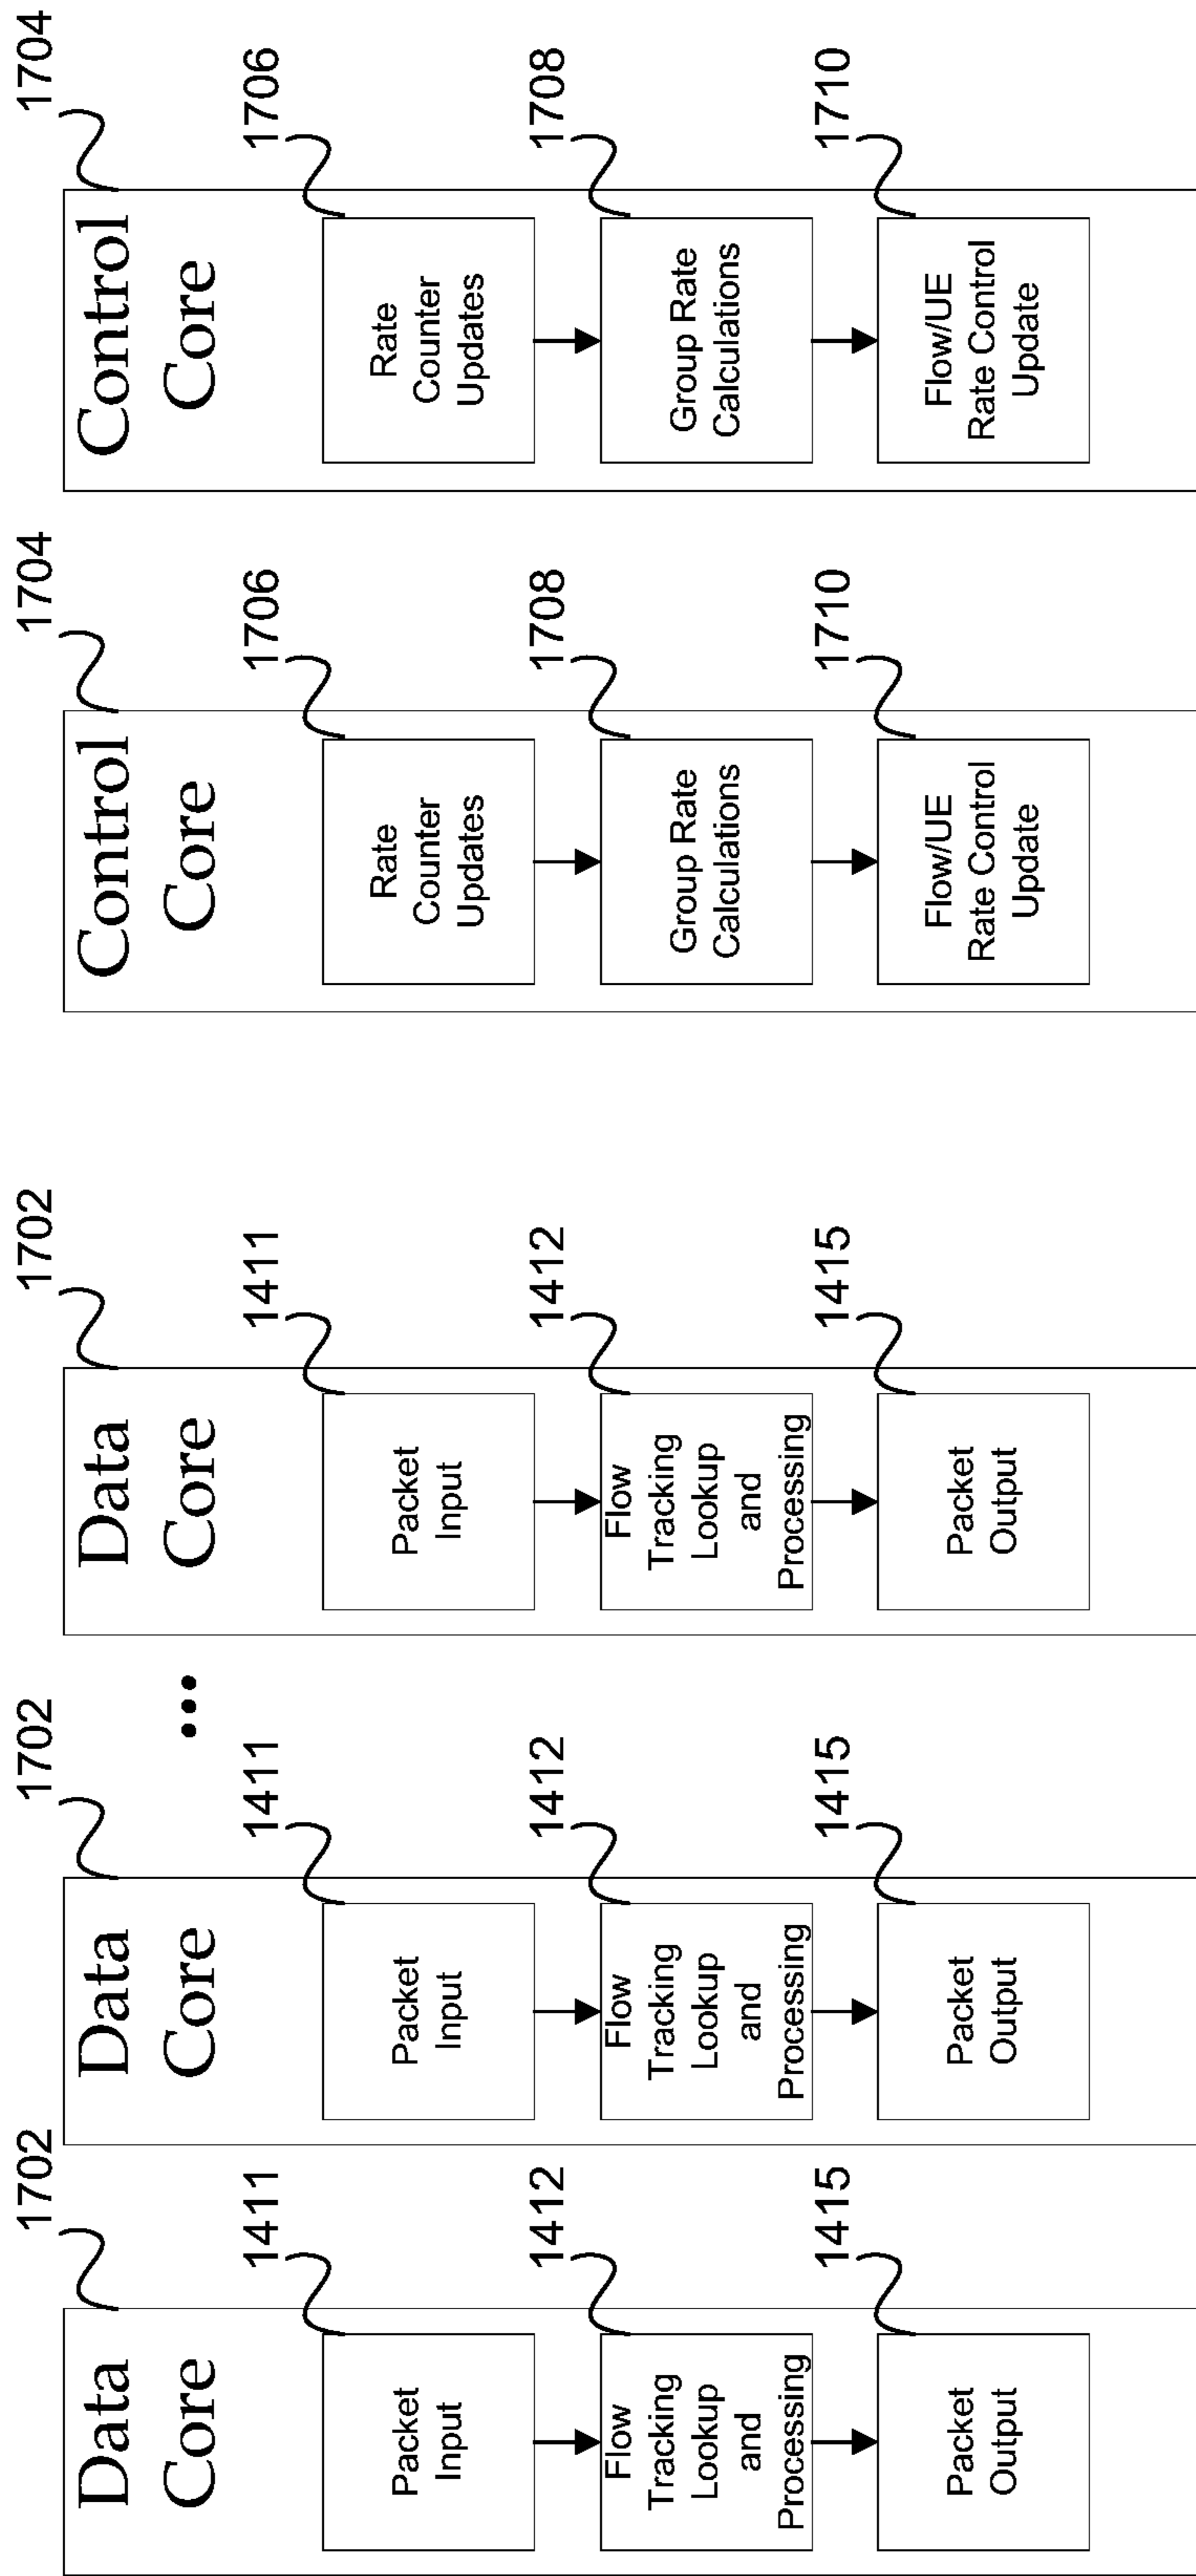 1702
Data
Core
1411
Packet
Input
1412
Flow
Tracking
Lookup
and
Processing
1415
Packet
Output
1702
Data
Core
1411
Packet
Input
1412
Flow
Tracking
Lookup
and
Processing
1415
Packet
Output
...
1702
Data
Core
1411
Packet
Input
1412
Flow
Tracking
Lookup
and
Processing
1415
Packet
Output
1704
Control
Core
1706
Rate
Counter
Updates
1708
Group Rate
Calculations
1710
Flow/UE
Rate Control
Update
1704
Control
Core
1706
Rate
Counter
Updates
1708
Group Rate
Calculations
1710
Flow/UE
Rate Control
Update